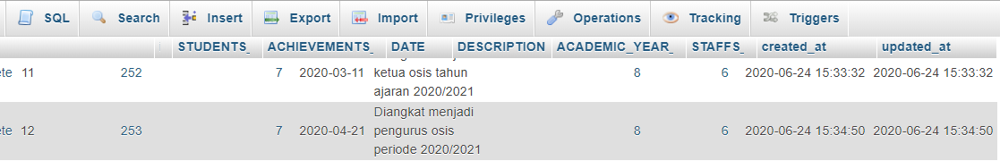 SQL Search Insert Export Import Privileges Operations Tracking Triggers
STUDENTS_ ACHIEVEMENTS_ DATE DESCRIPTION ACADEMIC_YEAR_ STAFFS_ created_at updated_at
ete 11 252 7 2020-03-11 ketua osis tahun 8 6 2020-06-24 15:33:32 2020-06-24 15:33:32
ajaran 2020/2021
Diangkat menjadi
ete 12 253 7 2020-04-21 pengurus osis 8 6 2020-06-24 15:34:50 2020-06-24 15:34:50
periode 2020/2021